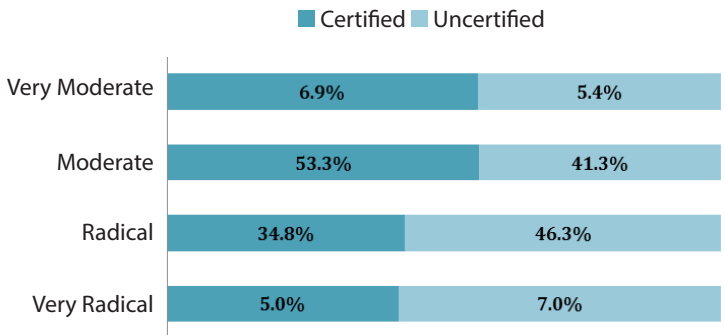 Certified Uncertified
Very Moderate 6.9% 5.4%
Moderate 53.3% 41.3%
Radical 34.8% 46.3%
Very Radical 5.0% 7.0%